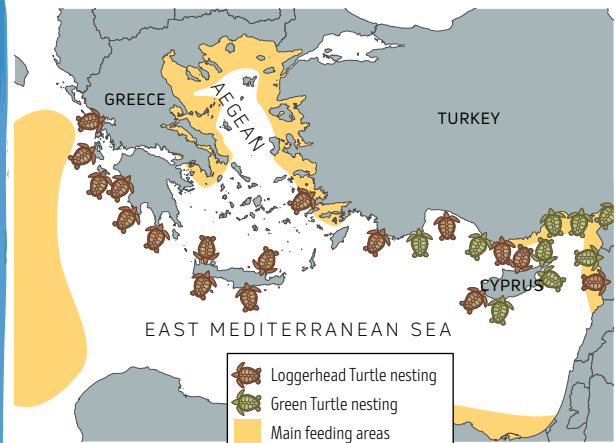 GREECE
AEGEAN
TURKEY
CYPRUS
EAST MEDITERRANEAN SEA
Loggerhead Turtle nesting
Green Turtle nesting
Main feeding areas